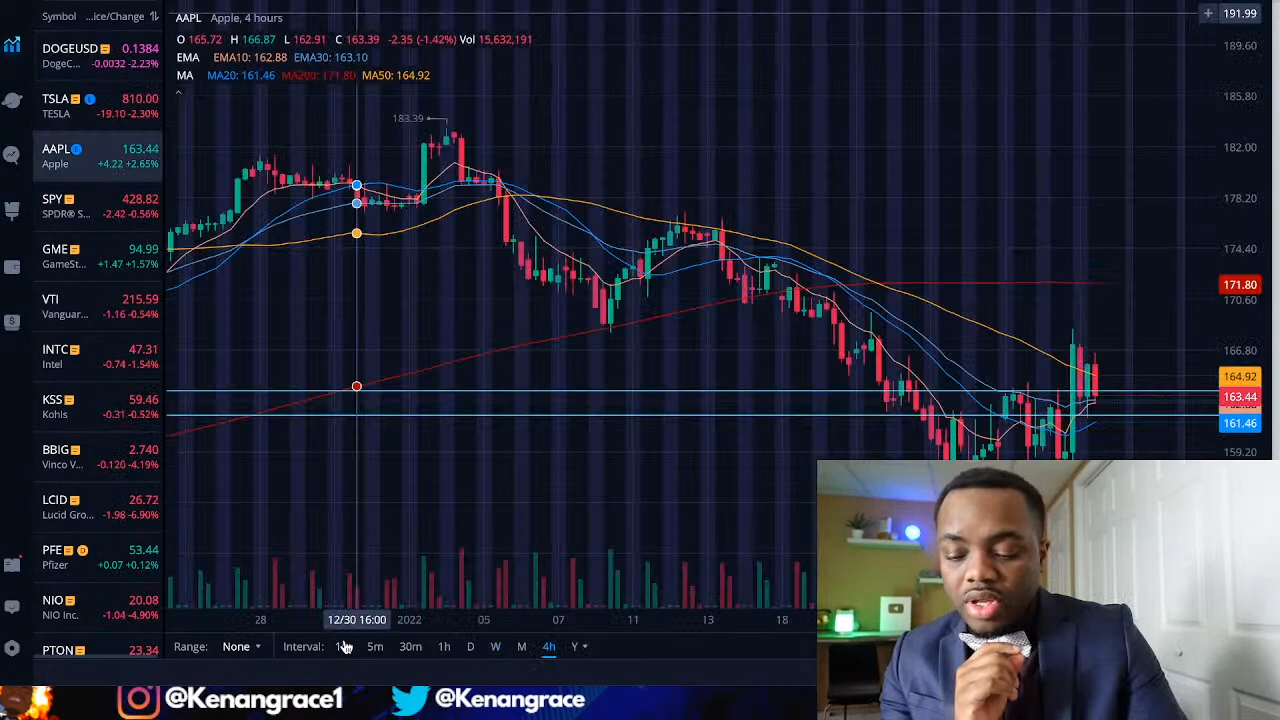 Symbol ...ice/Change
DOGEUSD 0.1384
DogeC... -0.0032 -2.23%
TSLA 810.00
TESLA -19.10 -2.30%
AAPL 163.44
Apple +4.22 +2.65%
SPY 428.82
SPDR® S... -2.42 -0.56%
GME 94.99
GameSt... +1.47 +1.57%
VTI 215.59
Vanguar... -1.16 -0.54%
INTC 47.31
Intel -0.74 -1.54%
KSS 59.46
Kohls -0.31 -0.52%
BBIG 2.740
Vinco V... -0.120 -4.19%
LCID 26.72
Lucid Gro... -1.98 -6.90%
PFE 53.44
Pfizer +0.07 +0.12%
NIO 20.08
NIO Inc. -1.04 -4.90%
PTON 23.34
AAPL Apple, 4 hours
O 165.72 H 166.87 L 162.91 C 163.39 -2.35 (-1.42%) Vol 15,632,191
EMA EMA10: 162.88 EMA30: 163.10
MA MA20: 161.46 MA200: 171.80 MA50: 164.92
183.39
191.99
189.60
185.80
182.00
178.20
174.40
171.80
170.60
166.80
164.92
163.44
161.46
159.20
28 12/30 16:00 2022 05 07 11 13 18
Range: None Interval: 5m 30m 1h D W M 4h Y
@Kenangrace1 @Kenangrace